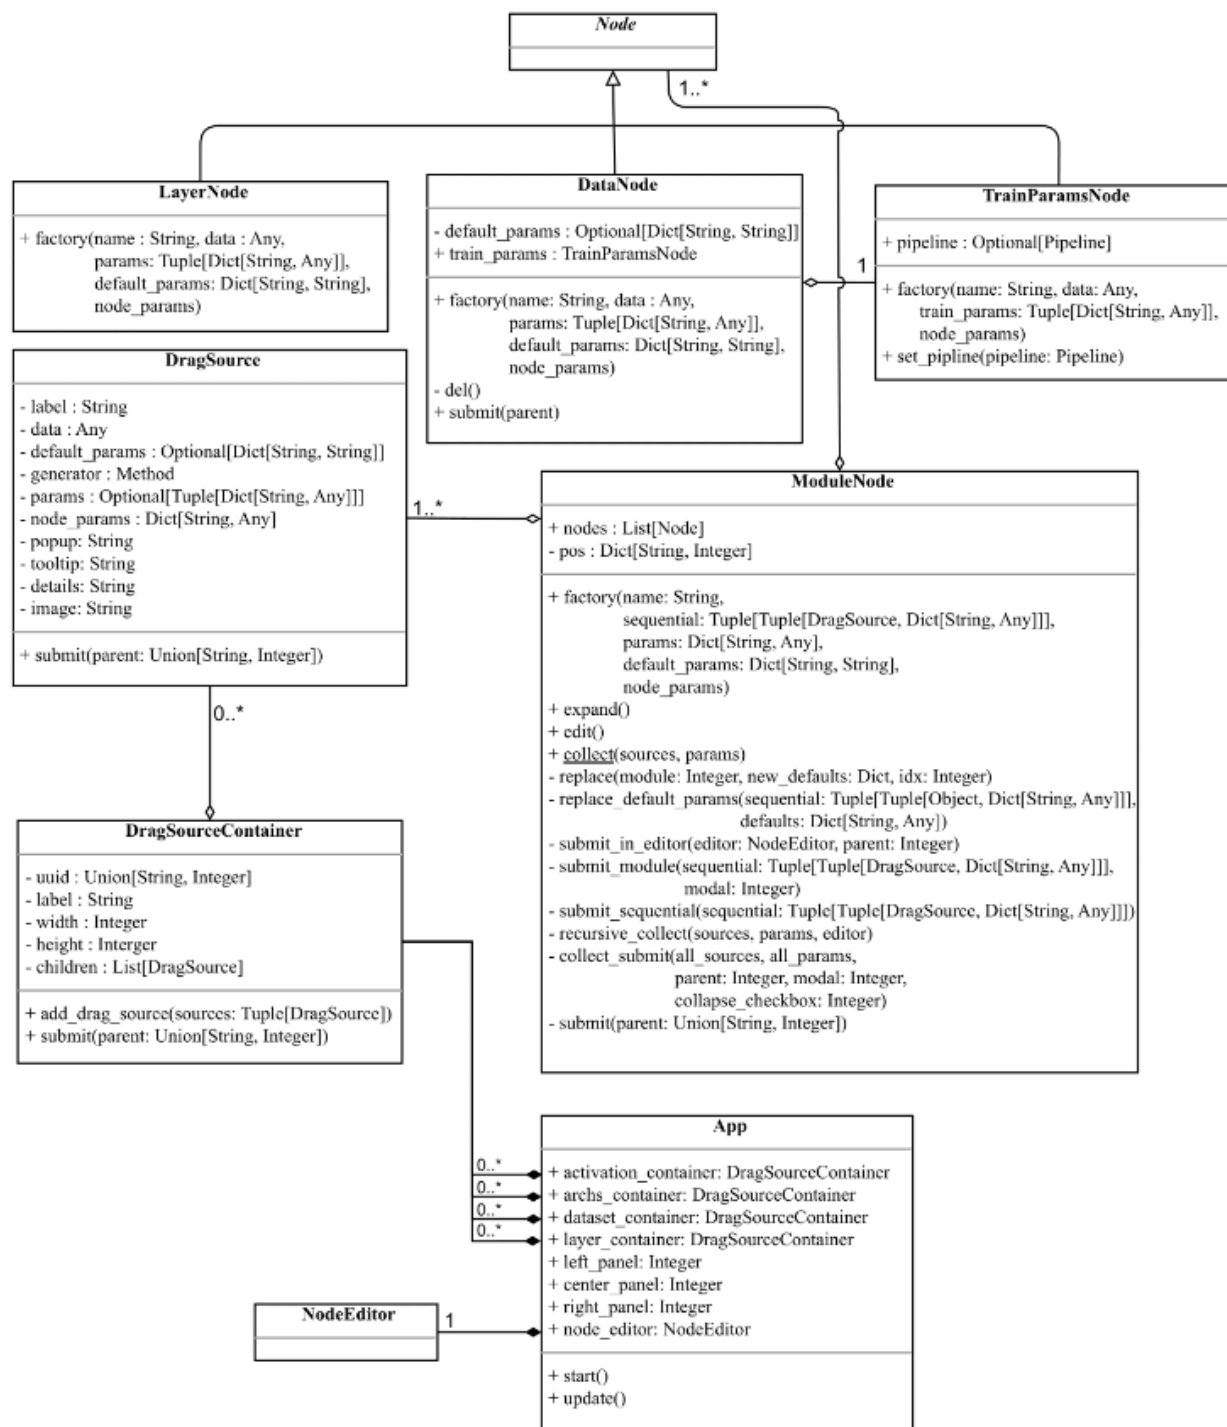 Node
1..*
LayerNode
+ factory(name : String, data : Any,
params: Tuple[Dict[String, Any]],
default_params: Dict[String, String],
node_params)
DataNode
- default_params : Optional[Dict[String, String]]
+ train_params : TrainParamsNode
+ factory(name: String, data : Any,
params: Tuple[Dict[String, Any]],
default_params: Dict[String, String],
node_params)
- del()
+ submit(parent)
1
TrainParamsNode
+ pipeline : Optional[Pipeline]
+ factory(name: String, data: Any,
train_params: Tuple[Dict[String, Any]],
node_params)
+ set_pipline(pipeline: Pipeline)
DragSource
- label : String
- data : Any
- default_params : Optional[Dict[String, String]]
- generator : Method
- params : Optional[Tuple[Dict[String, Any]]]
- node_params : Dict[String, Any]
- popup: String
- tooltip: String
- details: String
- image: String
+ submit(parent: Union[String, Integer])
1..*
0..*
ModuleNode
+ nodes : List[Node]
- pos : Dict[String, Integer]
+ factory(name: String,
sequential: Tuple[Tuple[DragSource, Dict[String, Any]]],
params: Dict[String, Any],
default_params: Dict[String, String],
node_params)
+ expand()
+ edit()
+ collect(sources, params)
- replace(module: Integer, new_defaults: Dict, idx: Integer)
- replace_default_params(sequential: Tuple[Tuple[Object, Dict[String, Any]]],
defaults: Dict[String, Any])
- submit_in_editor(editor: NodeEditor, parent: Integer)
- submit_module(sequential: Tuple[Tuple[DragSource, Dict[String, Any]]],
modal: Integer)
- submit_sequential(sequential: Tuple[Tuple[DragSource, Dict[String, Any]]])
- recursive_collect(sources, params, editor)
- collect_submit(all_sources, all_params,
parent: Integer, modal: Integer,
collapse_checkbox: Integer)
- submit(parent: Union[String, Integer])
DragSourceContainer
- uuid : Union[String, Integer]
- label : String
- width : Integer
- height : Interger
- children : List[DragSource]
+ add_drag_source(sources: Tuple[DragSource])
+ submit(parent: Union[String, Integer])
App
0..*
+ activation_container: DragSourceContainer
0..*
+ archs_container: DragSourceContainer
0..*
+ dataset_container: DragSourceContainer
0..*
+ layer_container: DragSourceContainer
+ left_panel: Integer
+ center_panel: Integer
+ right_panel: Integer
+ node_editor: NodeEditor
+ start()
+ update()
NodeEditor
1